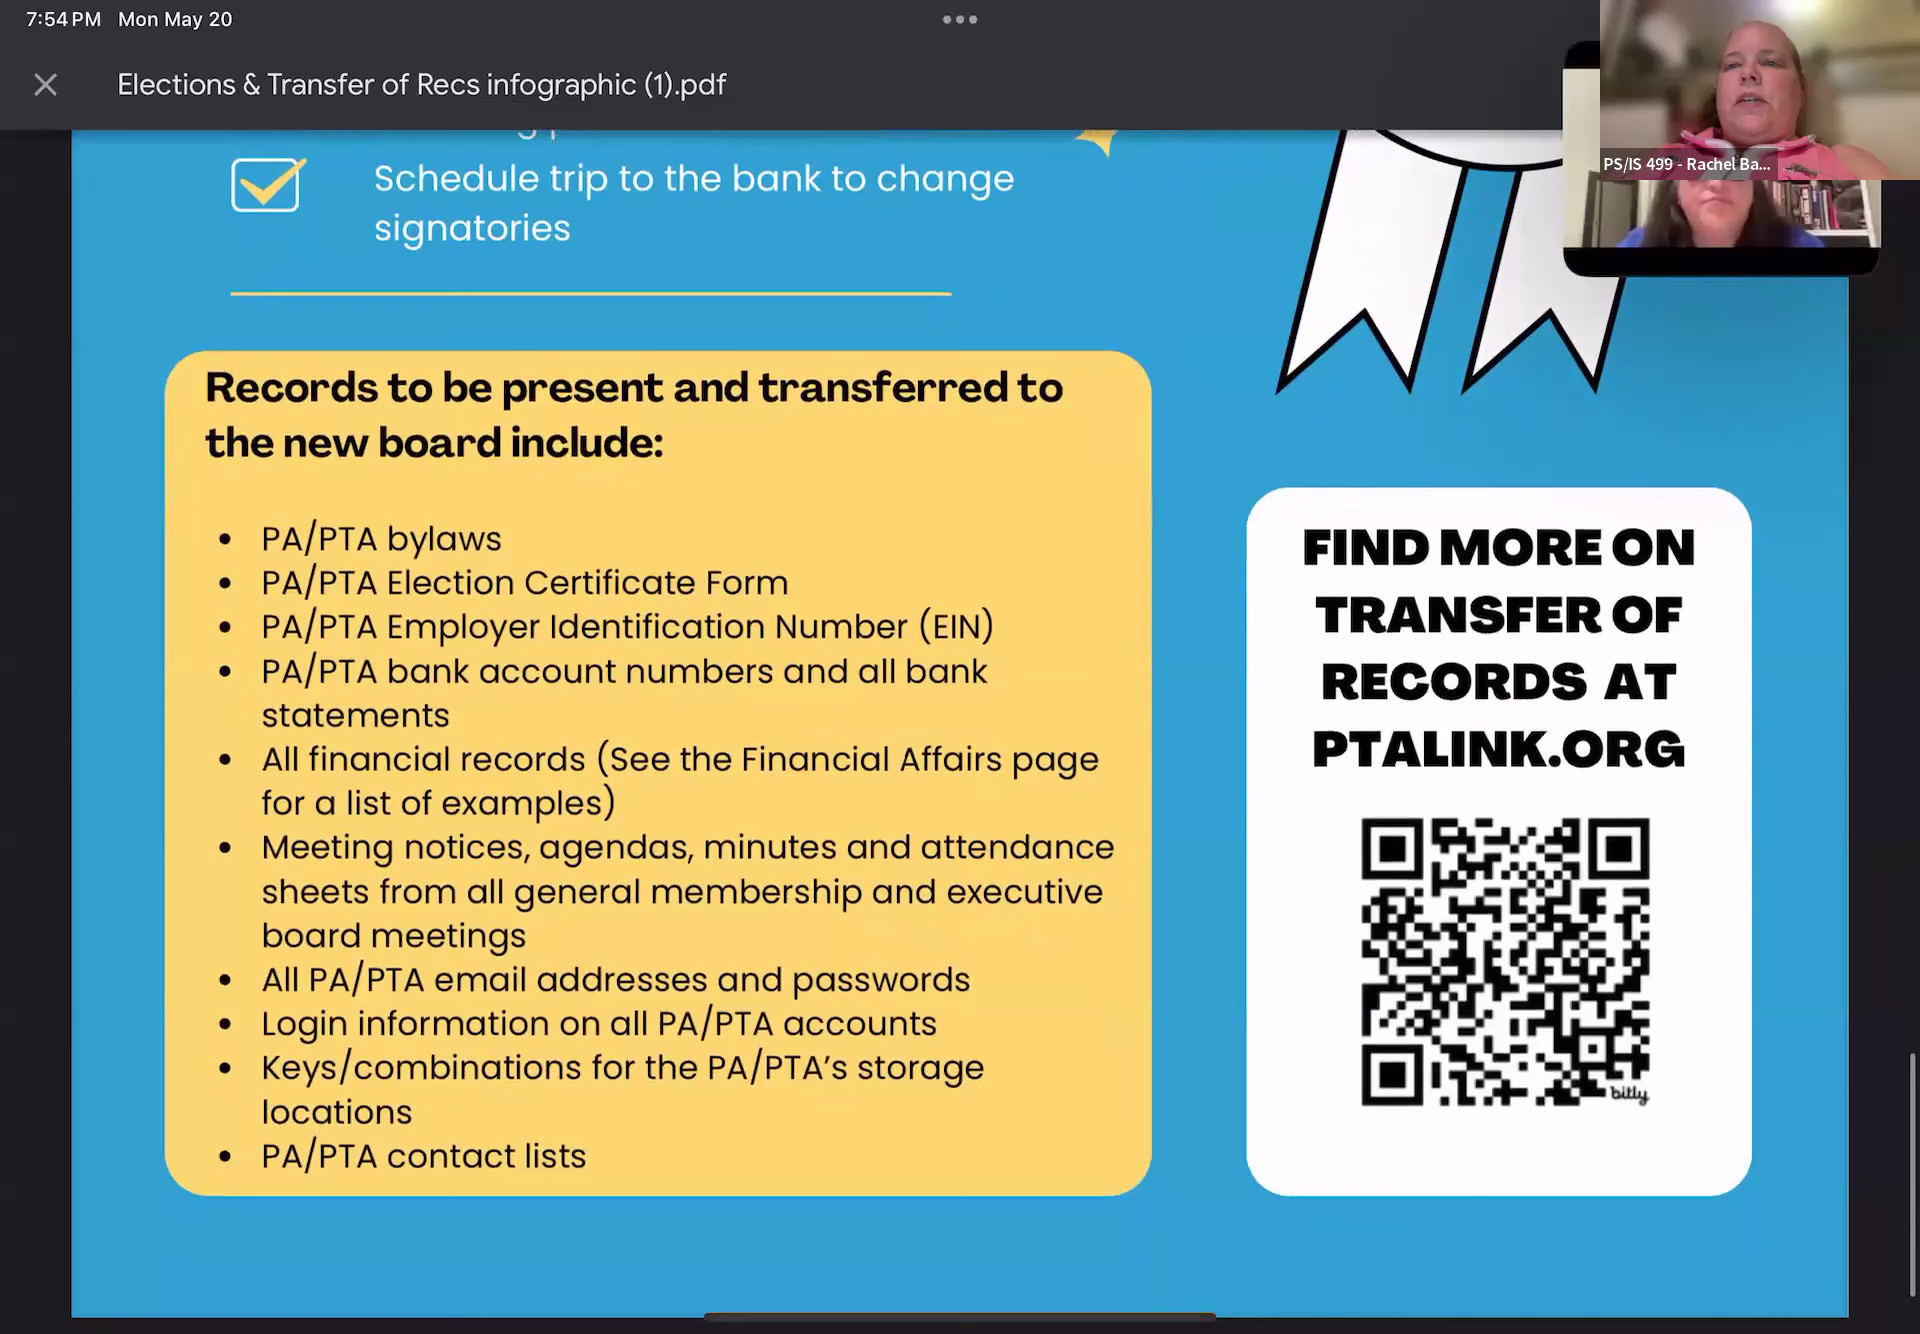 7:54 PM Mon May 20
Elections & Transfer of Recs infographic (1).pdf
PS/IS 499 - Rachel Ba...
Schedule trip to the bank to change
signatories
Records to be present and transferred to
the new board include:
• PA/PTA bylaws
• PA/PTA Election Certificate Form
• PA/PTA Employer Identification Number (EIN)
• PA/PTA bank account numbers and all bank
statements
• All financial records (See the Financial Affairs page
for a list of examples)
• Meeting notices, agendas, minutes and attendance
sheets from all general membership and executive
board meetings
• All PA/PTA email addresses and passwords
• Login information on all PA/PTA accounts
• Keys/combinations for the PA/PTA's storage
locations
• PA/PTA contact lists
FIND MORE ON
TRANSFER OF
RECORDS AT
PTALINK.ORG
bitly